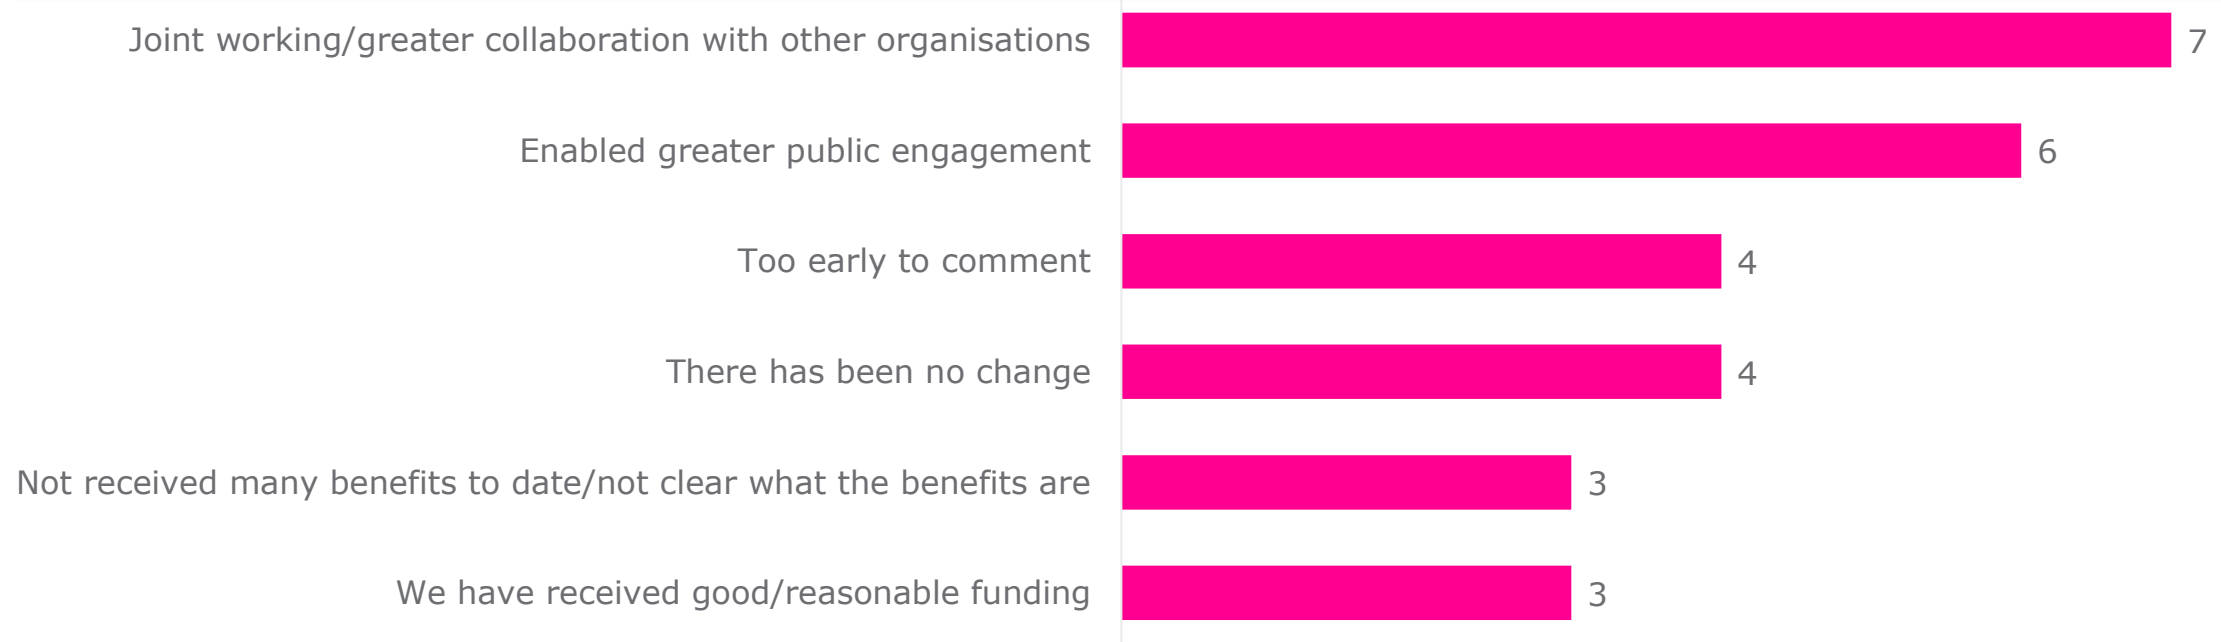 Joint working/greater collaboration with other organisations 7
Enabled greater public engagement 6
Too early to comment 4
There has been no change 4
Not received many benefits to date/not clear what the benefits are 3
We have received good/reasonable funding 3